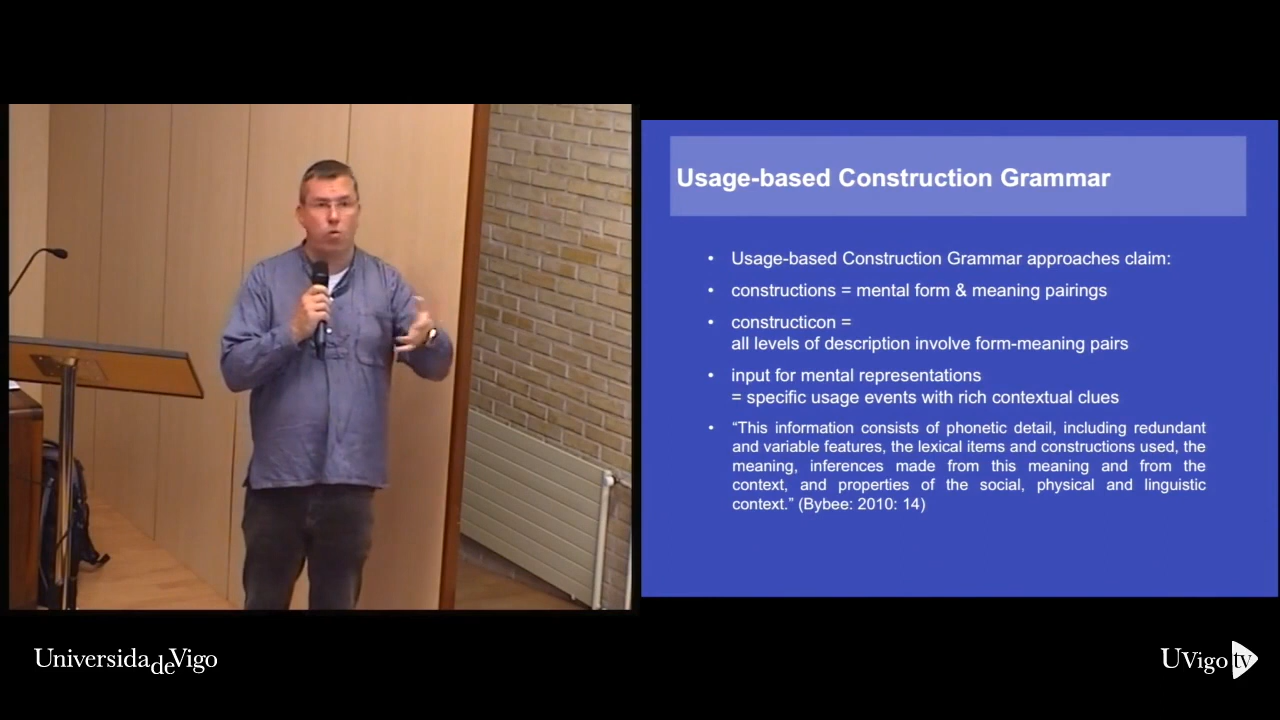 Usage-based Construction Grammar
• Usage-based Construction Grammar approaches claim:
• constructions = mental form & meaning pairings
• constructicon =
all levels of description involve form-meaning pairs
• input for mental representations
= specific usage events with rich contextual clues
• “This information consists of phonetic detail, including redundant
and variable features, the lexical items and constructions used, the
meaning, inferences made from this meaning and from the
context, and properties of the social, physical and linguistic
context.” (Bybee: 2010: 14)
UniversidadeVigo
UVigo tv